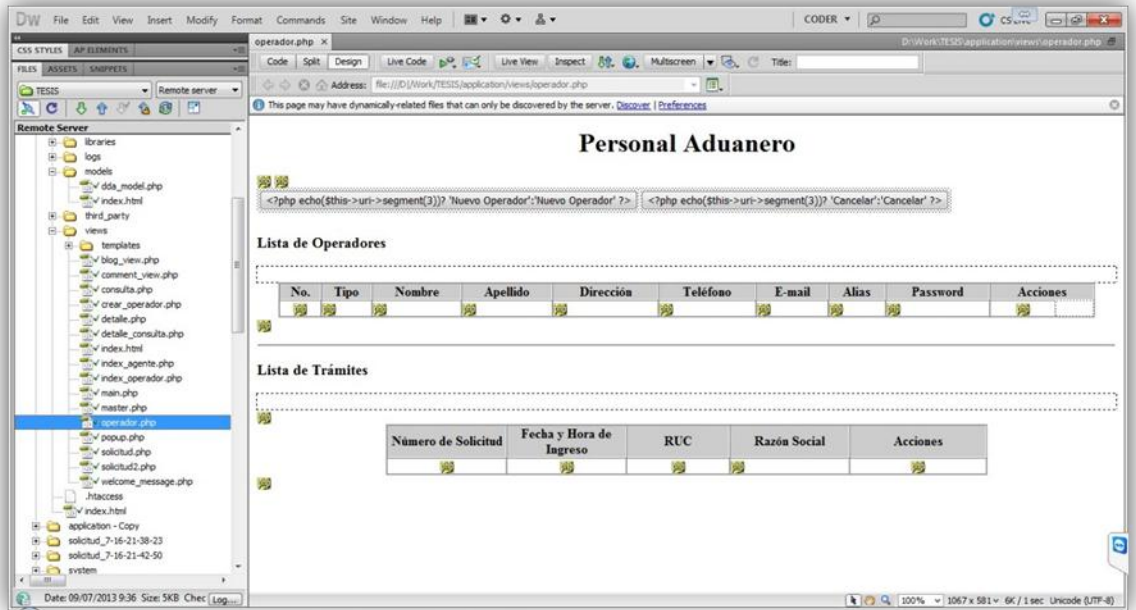 DW File Edit View Insert Modify Format Commands Site Window Help CODER
CSS STYLES AP ELEMENTS
FILES ASSETS SNIPPETS
TESIS Remote server
Remote Server
libraries
logs
models
dda_model.php
index.html
third_party
views
templates
blog_view.php
comment_view.php
consulta.php
crear_operador.php
detalle.php
detalle_consulta.php
index.html
index_agente.php
index_operador.php
main.php
master.php
operador.php
popup.php
solicitud.php
solicitud2.php
welcome_message.php
.htaccess
index.html
application - Copy
solicitud_7-16-21-38-23
solicitud_7-16-21-42-50
system
Date: 09/07/2013 9:36 Size: 5KB Chec Log...
operador.php D:\Work\TESIS\application\views\operador.php
Code Split Design Live Code Live View Inspect Multiscreen Title:
Address: file:///D|/Work/TESIS/application/views/operador.php
This page may have dynamically-related files that can only be discovered by the server. Discover | Preferences
Personal Aduanero
<?php echo($this->uri->segment(3))? 'Nuevo Operador':'Nuevo Operador' ?> <?php echo($this->uri->segment(3))? 'Cancelar':'Cancelar' ?>
Lista de Operadores
No. Tipo Nombre Apellido Dirección Teléfono E-mail Alias Password Acciones
Lista de Trámites
Número de Solicitud Fecha y Hora de Ingreso RUC Razón Social Acciones
100% 1067 x 581 6K / 1 sec Unicode (UTF-8)